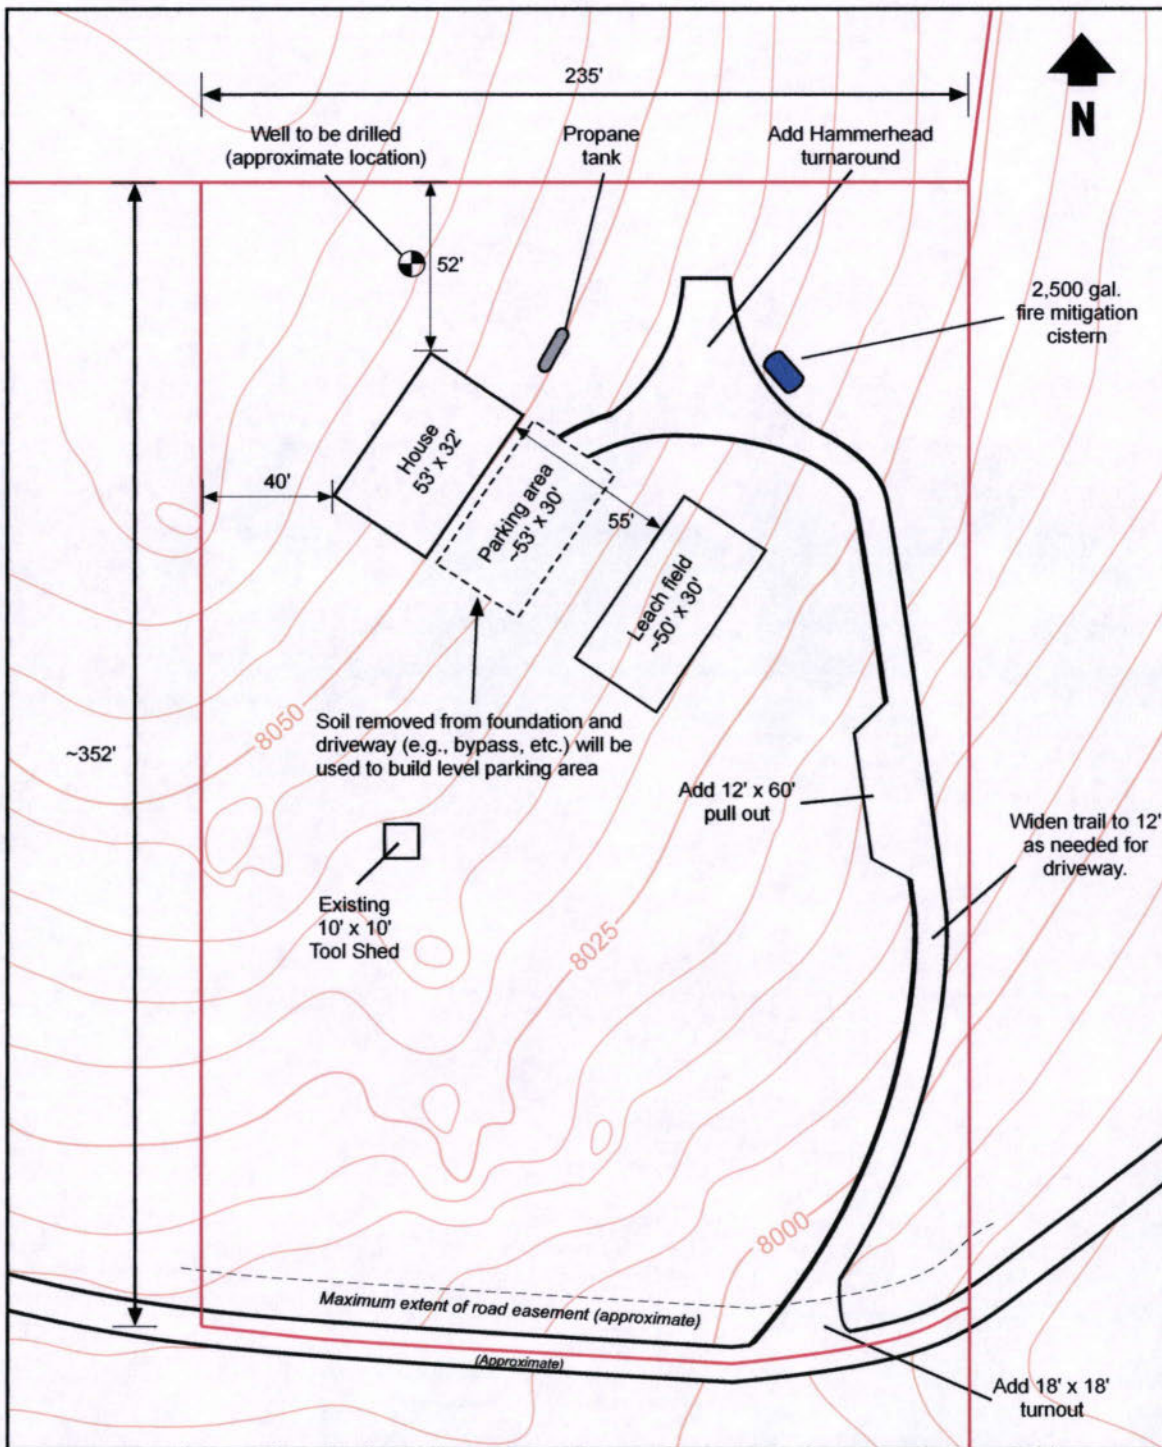 235'
N
Well to be drilled
(approximate location)
Propane
tank
Add Hammerhead
turnaround
52'
2,500 gal.
fire mitigation
cistern
House
53' x 32'
40'
Parking area
~53' x 30'
55'
Leach field
~50' x 30'
8050
Soil removed from foundation and
driveway (e.g., bypass, etc.) will be
used to build level parking area
~352'
Add 12' x 60'
pull out
Widen trail to 12'
as needed for
driveway.
Existing
10' x 10'
Tool Shed
8025
8000
Maximum extent of road easement (approximate)
(Approximate)
Add 18' x 18'
turnout